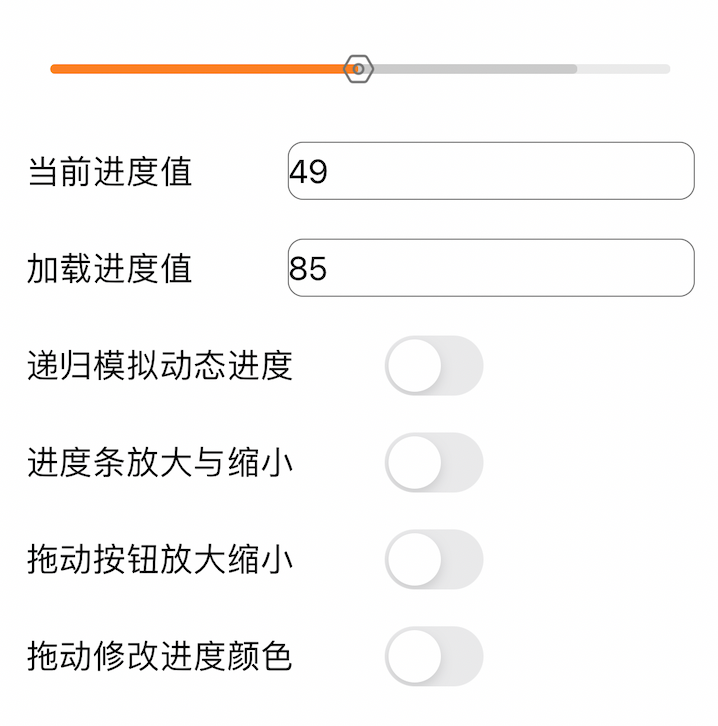 当前进度值 49
加载进度值 85
递归模拟动态进度
进度条放大与缩小
拖动按钮放大缩小
拖动修改进度颜色